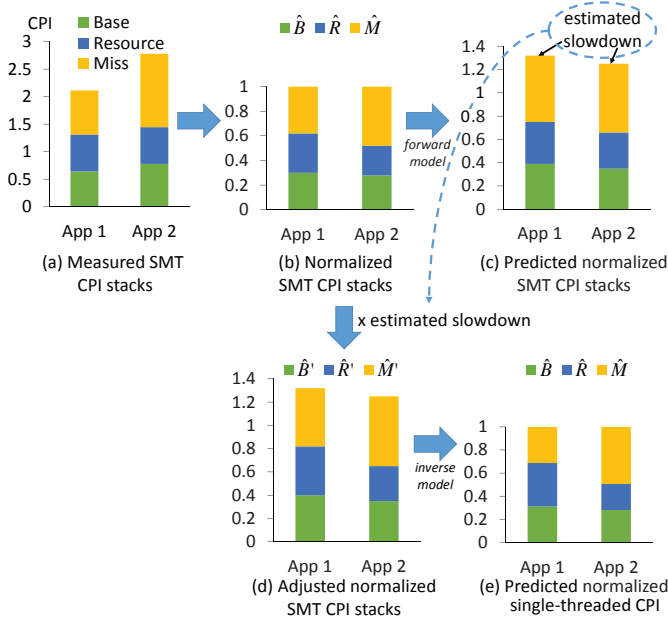 CPI
Base
Resource
Miss
3
2.5
2
1.5
1
0.5
0
App 1 App 2
(a) Measured SMT
CPI stacks
B̂ R̂ M̂
1
0.8
0.6
0.4
0.2
0
App 1 App 2
(b) Normalized
SMT CPI stacks
forward
model
estimated
slowdown
1.4
1.2
1
0.8
0.6
0.4
0.2
0
App 1 App 2
(c) Predicted normalized
SMT CPI stacks
x estimated slowdown
B̂' R̂' M̂'
1.4
1.2
1
0.8
0.6
0.4
0.2
0
App 1 App 2
(d) Adjusted normalized
SMT CPI stacks
inverse
model
B̂ R̂ M̂
1
0.8
0.6
0.4
0.2
0
App 1 App 2
(e) Predicted normalized
single-threaded CPI